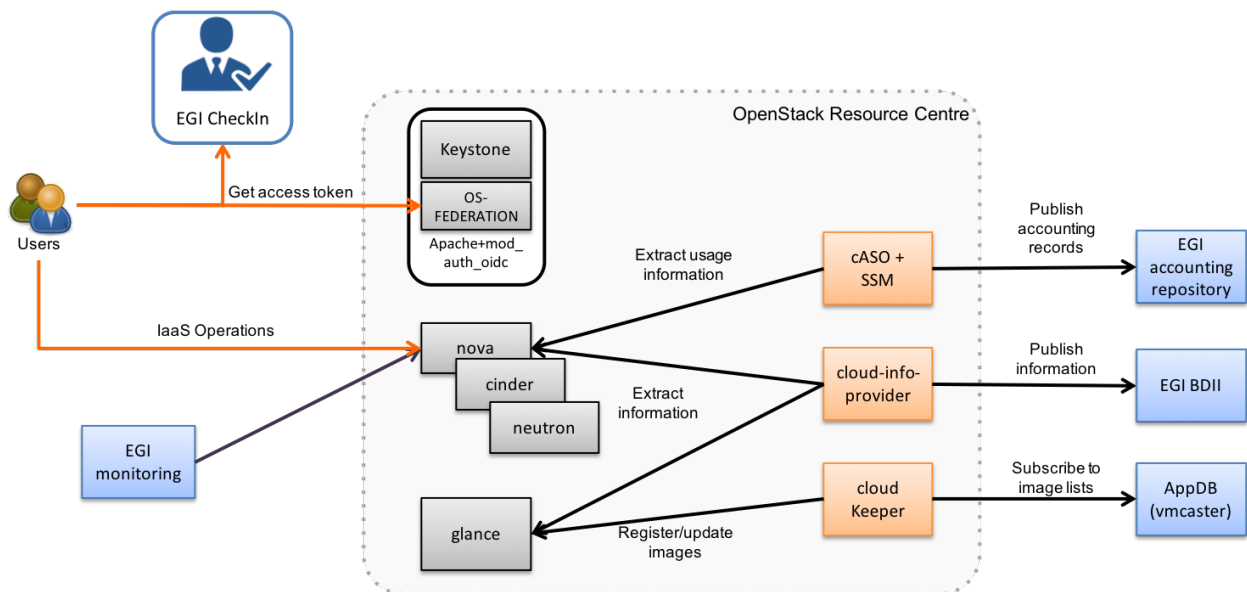 EGI CheckIn
OpenStack Resource Centre
Keystone
OS-
FEDERATION
Apache+mod_
auth_oidc
Get access token
Users
Publish
accounting
records
Extract usage
information
cASO +
SSM
EGI
accounting
repository
IaaS Operations
nova
cinder
neutron
Extract
information
cloud-info-
provider
Publish
information
EGI BDII
EGI
monitoring
glance
Register/update
images
cloud
Keeper
Subscribe to
image lists
AppDB
(vmcaster)